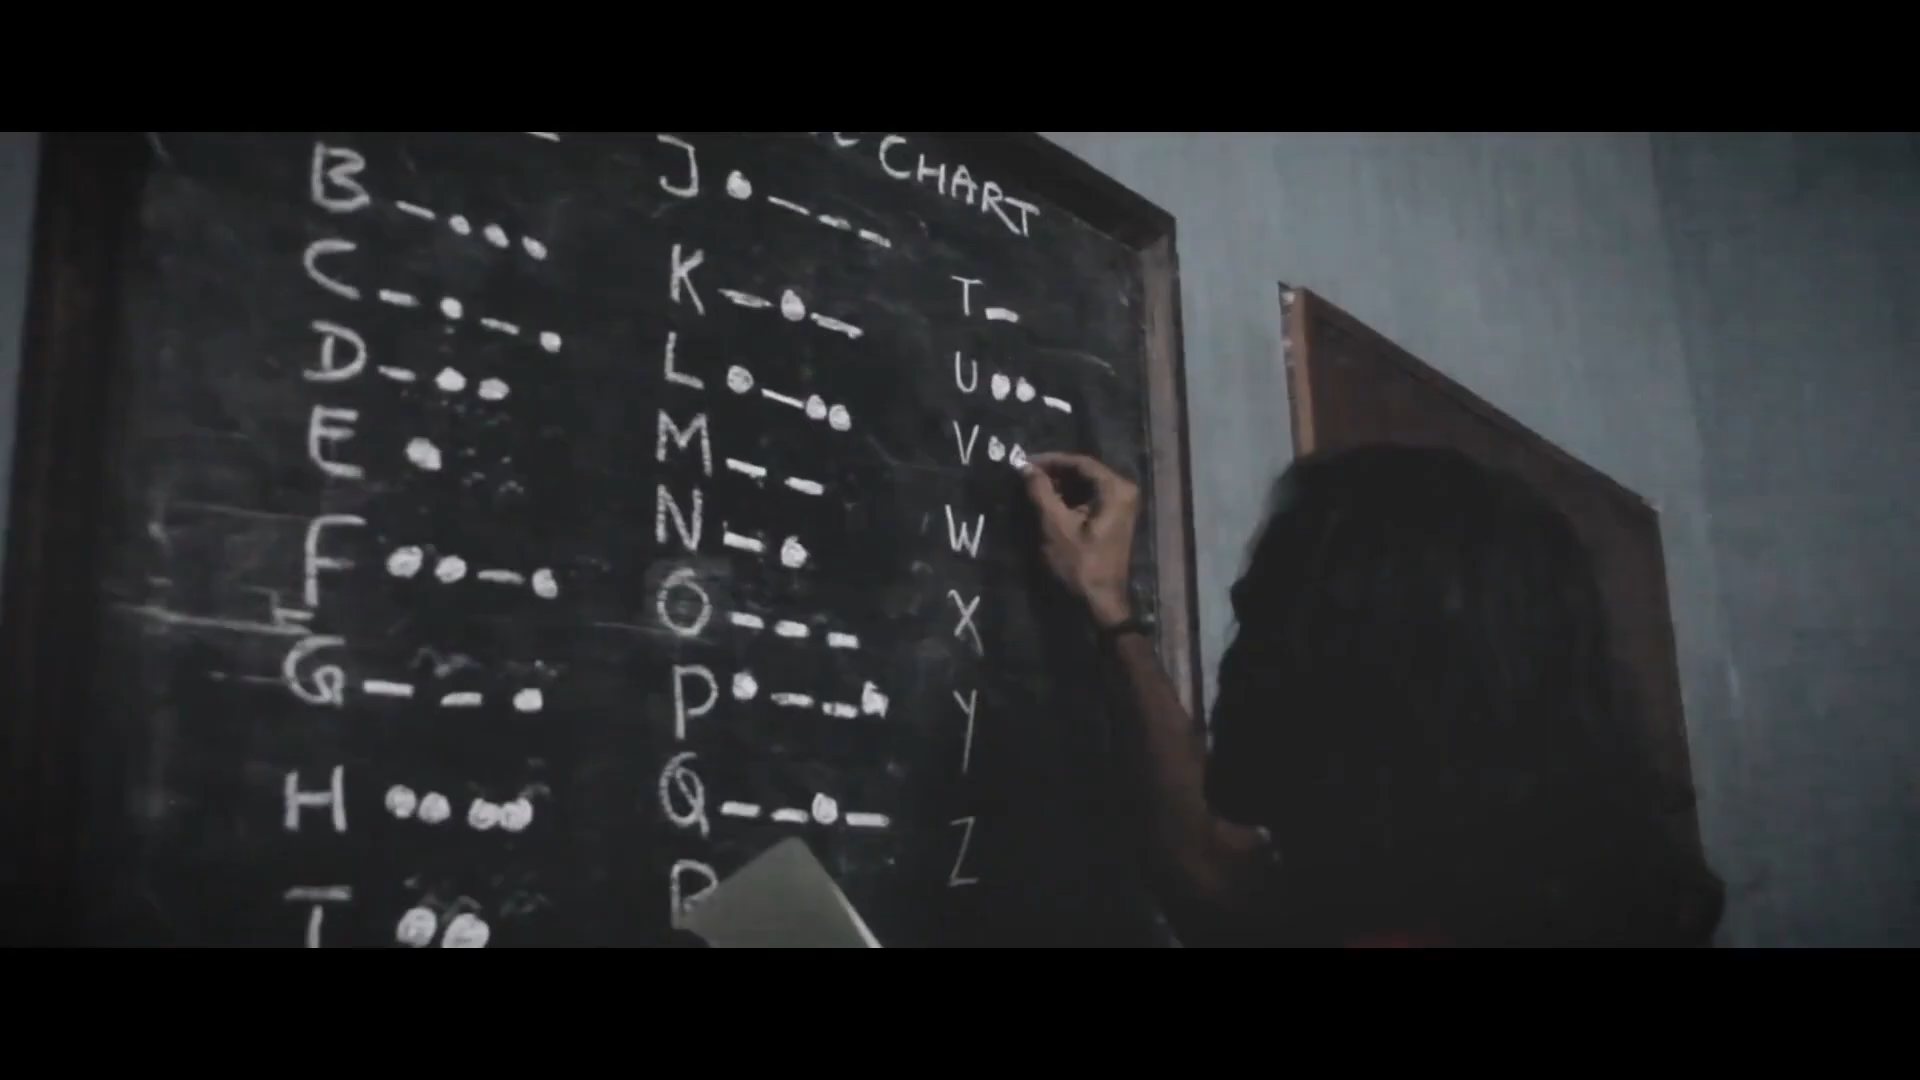 CHART
B – • • •
C – • – •
D – • •
E •
F • • – •
G – – •
H • • • •
I • •
J • – – –
K – • –
L • – • •
M – –
N – •
O – – –
P • – – •
Q – – • –
R
T –
U • • –
V • •
W
X
Y
Z